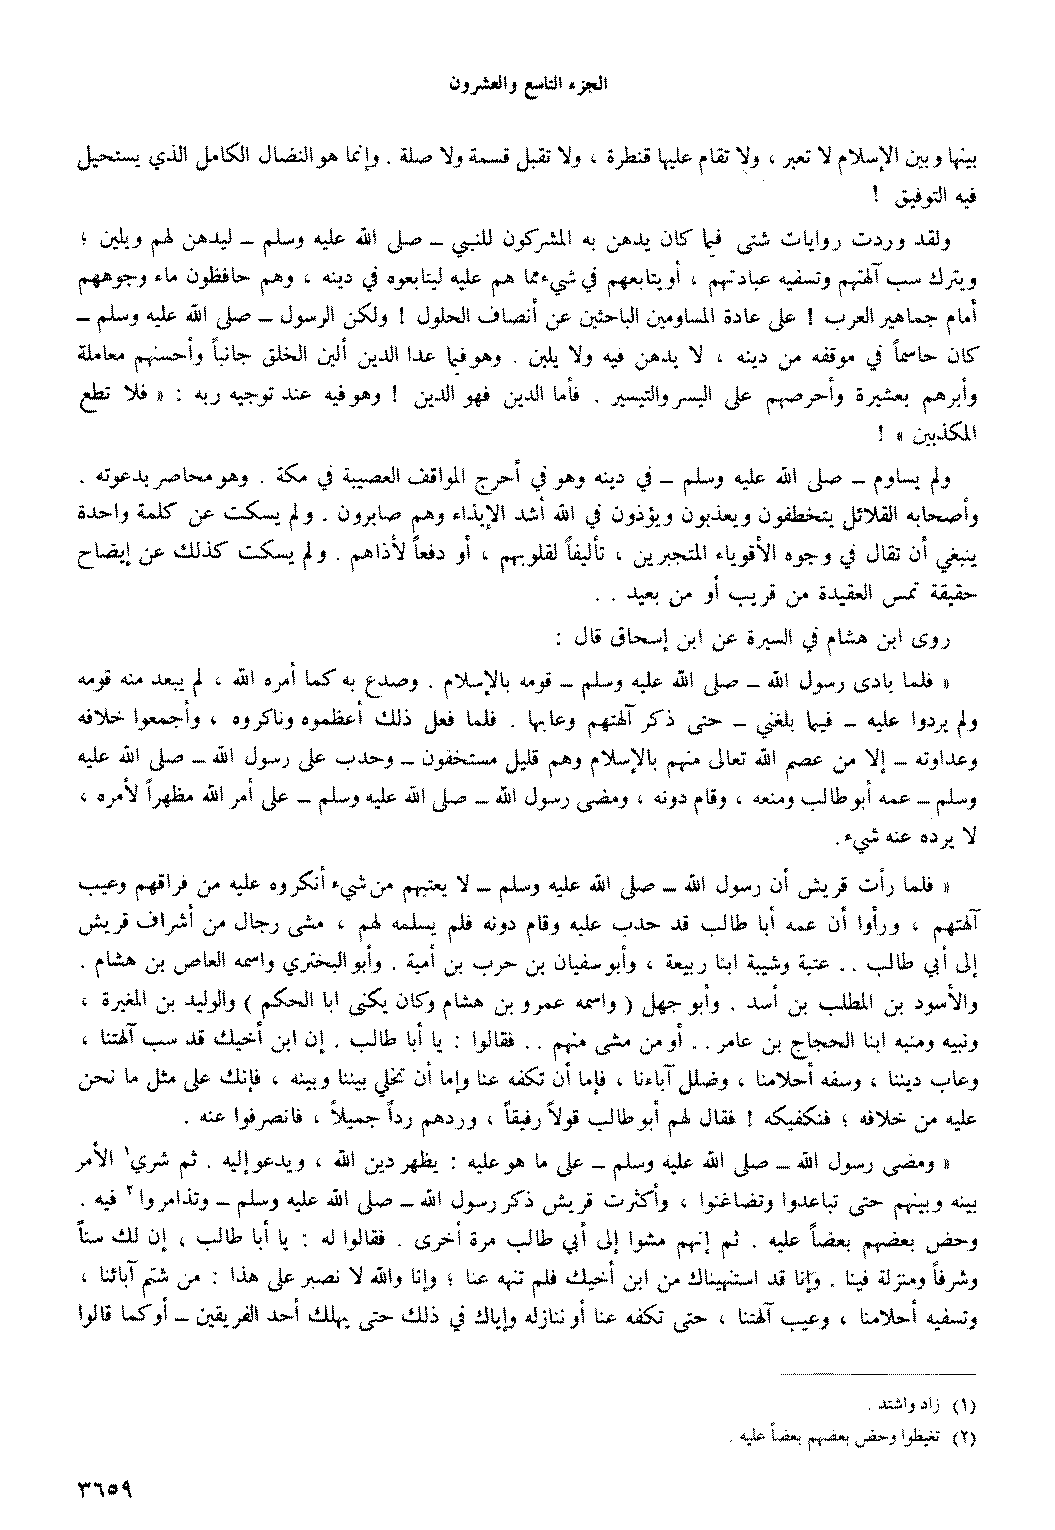 الجزء التاسع والعشرون
بينها وبين الإسلام لا تعبر ، ولا تقام عليها قنطرة ، ولا تقبل قسمة ولا صلة . وإنما هو النضال الكامل الذي يستحيل
فيه التوفيق !
ولقد وردت روايات شتى فيما كان يدهن به المشركون للنبي – صلى الله عليه وسلم – ليدهن لهم ويلين ؛
ويترك سب آلهتهم وتسفيه عبادتهم ، أو يتابعهم في شيء مما هم عليه ليتابعوه في دينه ، وهم حافظون ماء وجوههم
أمام جماهير العرب ! على عادة المساومين الباحثين عن أنصاف الحلول ! ولكن الرسول – صلى الله عليه وسلم –
كان حاسماً في موقفه من دينه ، لا يدهن فيه ولا يلين . وهو فيما عدا الدين ألين الخلق جانباً وأحسنهم معاملة
وأبرهم بعشيرة وأحرصهم على اليسر والتيسير . فأما الدين فهو الدين ! وهو فيه عند توجيه ربه : « فلا تطع
المكذبين » !
ولم يساوم – صلى الله عليه وسلم – في دينه وهو في أحرج المواقف العصيبة في مكة . وهو محاصر بدعوته .
وأصحابه القلائل يتخطفون ويعذبون ويؤذون في الله أشد الإيذاء وهم صابرون . ولم يسكت عن كلمة واحدة
ينبغي أن تقال في وجوه الأقوياء المتجبرين ، تأليفاً لقلوبهم ، أو دفعاً لأذاهم . ولم يسكت كذلك عن إيضاح
حقيقة تمس العقيدة من قريب أو من بعيد . .
روى ابن هشام في السيرة عن ابن إسحاق قال :
« فلما بادى رسول الله – صلى الله عليه وسلم – قومه بالإسلام . وصدع به كما أمره الله ، لم يبعد منه قومه
ولم يردوا عليه – فيما بلغني – حتى ذكر آلهتهم وعابها . فلما فعل ذلك أعظموه وناكروه ، وأجمعوا خلافه
وعداوته – إلا من عصم الله تعالى منهم بالإسلام وهم قليل مستخفون – وحدب على رسول الله – صلى الله عليه
وسلم – عمه أبو طالب ومنعه ، وقام دونه ، ومضى رسول الله – صلى الله عليه وسلم – على أمر الله مظهراً لأمره ،
لا يرده عنه شيء .
« فلما رأت قريش أن رسول الله – صلى الله عليه وسلم – لا يعتبهم من شيء أنكروه عليه من فراقهم وعيب
آلهتهم ، ورأوا أن عمه أبا طالب قد حدب عليه وقام دونه فلم يسلمه لهم ، مشى رجال من أشراف قريش
إلى أبي طالب . . عتبة وشيبة ابنا ربيعة ، وأبو سفيان بن حرب بن أمية . وأبو البختري واسمه العاص بن هشام .
والأسود بن المطلب بن أسد . وأبو جهل ( واسمه عمرو بن هشام وكان يكنى ابا الحكم ) والوليد بن المغيرة ،
ونبيه ومنبه ابنا الحجاج بن عامر . . أو من مشى منهم . . فقالوا : يا أبا طالب . إن ابن أخيك قد سب آلهتنا ،
وعاب ديننا ، وسفه أحلامنا ، وضلل آباءنا ، فإما أن تكفه عنا وإما أن تخلي بيننا وبينه ، فإنك على مثل ما نحن
عليه من خلافه ؛ فنكفيكه ! فقال لهم أبو طالب قولاً رفيقاً ، وردهم رداً جميلاً ، فانصرفوا عنه .
« ومضى رسول الله – صلى الله عليه وسلم – على ما هو عليه : يظهر دين الله ، ويدعو إليه . ثم شري١ الأمر
بينه وبينهم حتى تباعدوا وتضاغنوا ، وأكثرت قريش ذكر رسول الله – صلى الله عليه وسلم – وتذامروا٢ فيه .
وحض بعضهم بعضاً عليه . ثم إنهم مشوا إلى أبي طالب مرة أخرى . فقالوا له : يا أبا طالب ، إن لك سناً
وشرفاً ومنزلة فينا . وإنا قد استنهيناك من ابن أخيك فلم تنهه عنا ؛ وإنا والله لا نصبر على هذا : من شتم آبائنا ،
وتسفيه أحلامنا ، وعيب آلهتنا ، حتى تكفه عنا أو ننازله وإياك في ذلك حتى يهلك أحد الفريقين – أو كما قالوا
(١) زاد واشتد .
(٢) تغيظوا وحض بعضهم بعضاً عليه .
٣٦٥٩